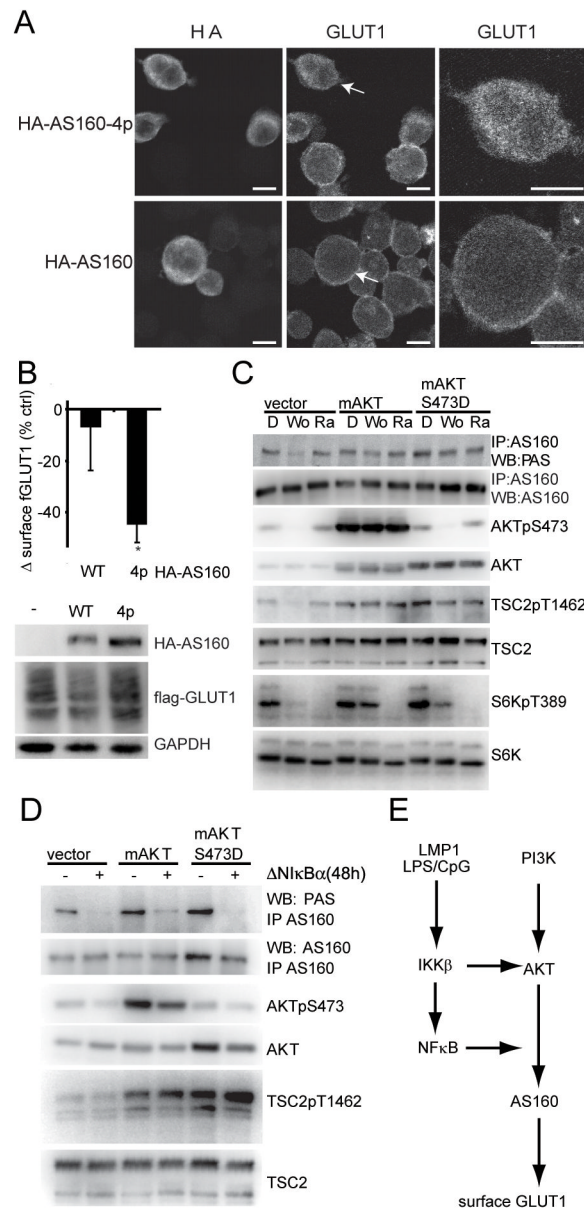 A
HA
GLUT1
GLUT1
HA-AS160-4p
HA-AS160
B
Δ surface fGLUT1 (% ctrl)
0
-20
-40
*
WT 4p HA-AS160
- WT 4p
HA-AS160
flag-GLUT1
GAPDH
C
vector mAKT mAKT S473D
D Wo Ra D Wo Ra D Wo Ra
IP:AS160
WB:PAS
IP:AS160
WB:AS160
AKTpS473
AKT
TSC2pT1462
TSC2
S6KpT389
S6K
D
vector mAKT mAKT S473D
- + - + - + ΔNIκBα(48h)
WB: PAS
IP AS160
WB: AS160
IP AS160
AKTpS473
AKT
TSC2pT1462
TSC2
E
LMP1
LPS/CpG
PI3K
IKKβ
AKT
NFκB
AS160
surface GLUT1